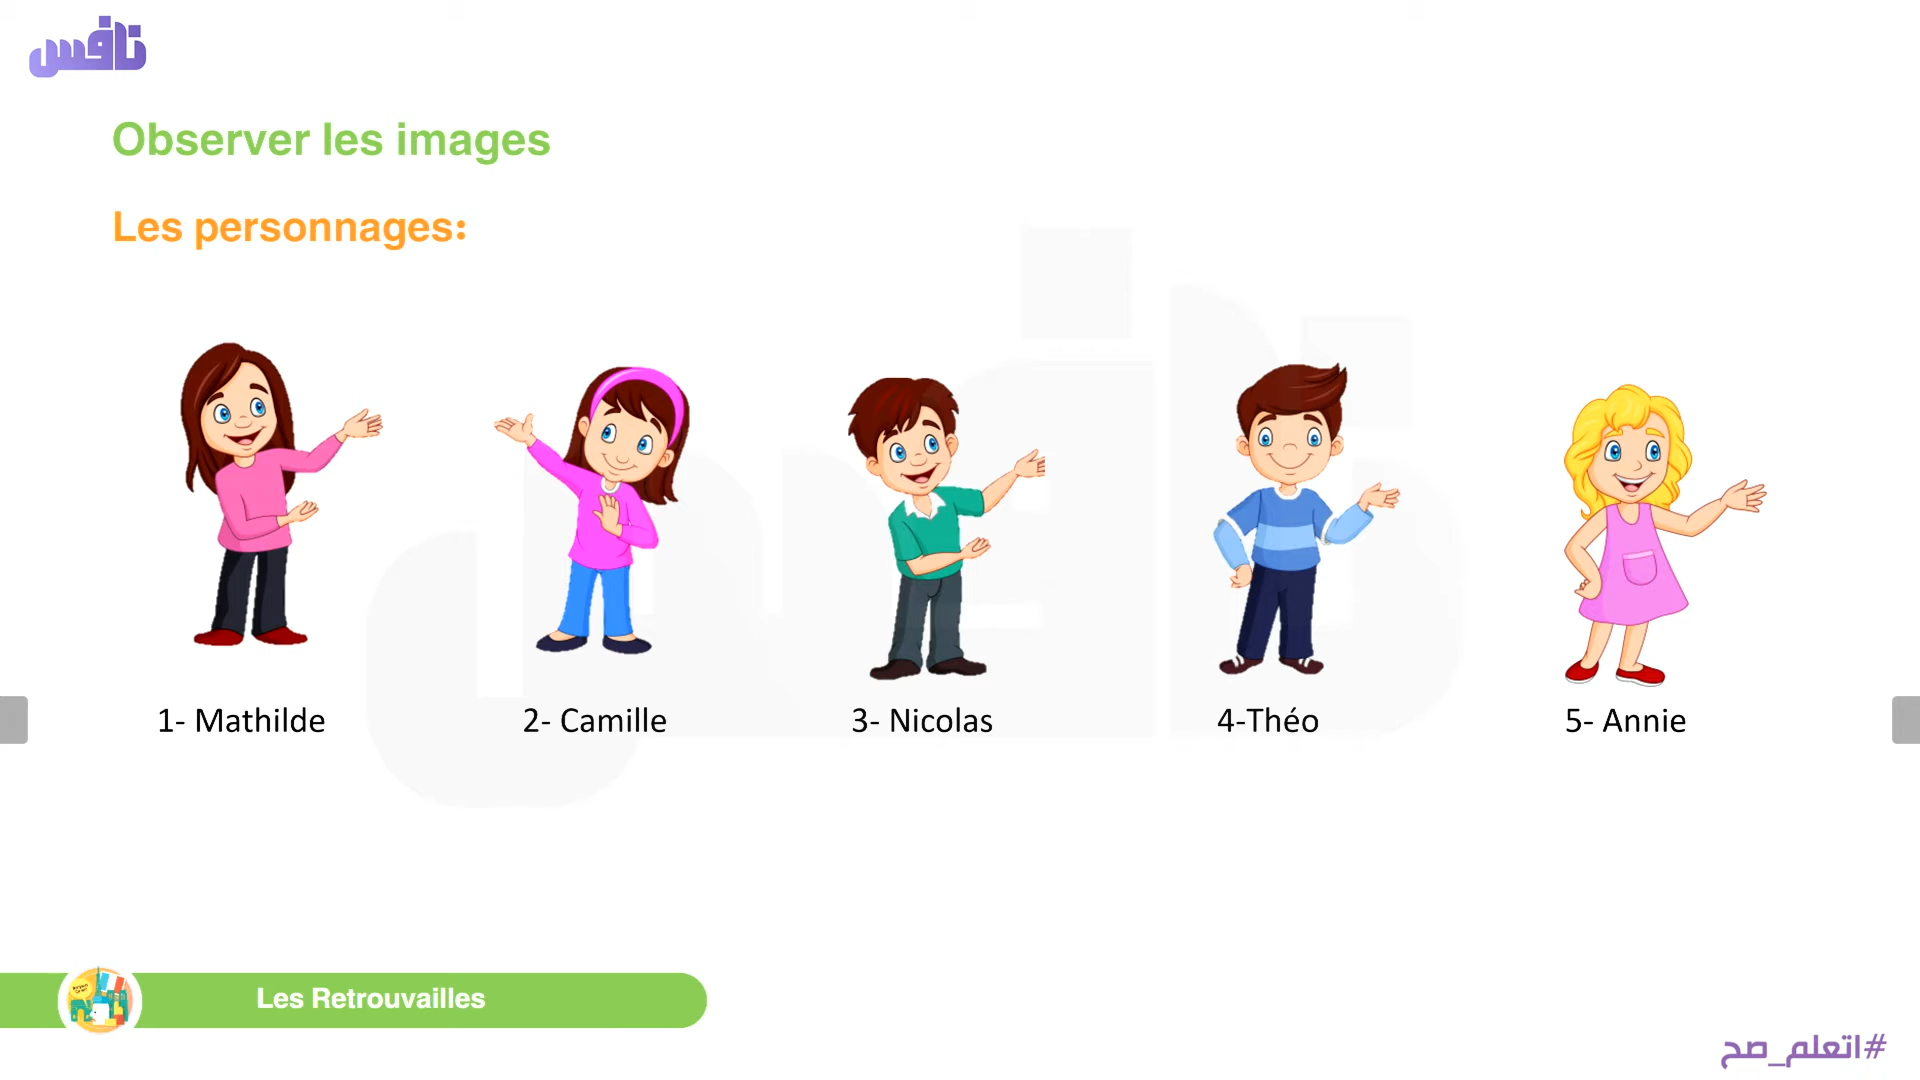 نافس
Observer les images
Les personnages:
1- Mathilde
2- Camille
3- Nicolas
4-Théo
5- Annie
Les Retrouvailles
#اتعلم_صح